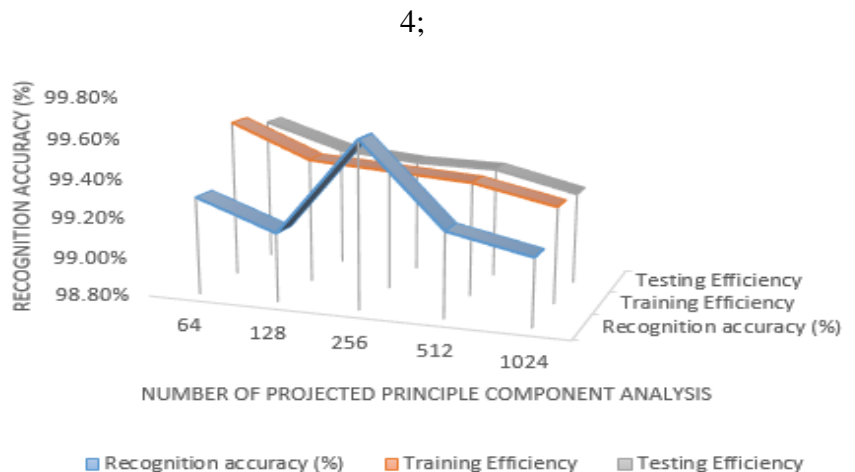 4;
RECOGNITION ACCURACY (%)
99.80%
99.60%
99.40%
99.20%
99.00%
98.80%
64
128
256
512
1024
Testing Efficiency
Training Efficiency
Recognition accuracy (%)
NUMBER OF PROJECTED PRINCIPLE COMPONENT ANALYSIS
Recognition accuracy (%) Training Efficiency Testing Efficiency